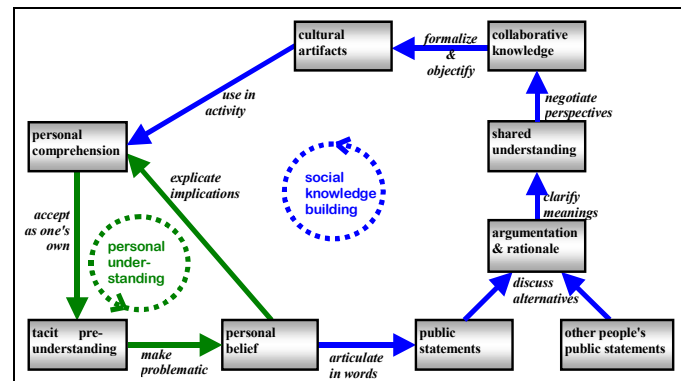 cultural
artifacts
formalize
&
objectify
collaborative
knowledge
use in
activity
negotiate
perspectives
personal
comprehension
shared
understanding
explicate
implications
social
knowledge
building
clarify
meanings
accept
as one's
own
personal
under-
standing
argumentation
& rationale
discuss
alternatives
tacit pre-
understanding
make
problematic
personal
belief
articulate
in words
public
statements
other people's
public statements